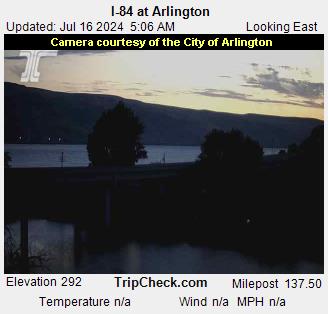 I-84 at Arlington
Updated: Jul 16 2024 5:06 AM Looking East
Camera courtesy of the City of Arlington
Elevation 292 TripCheck.com Milepost 137.50
Temperature n/a Wind n/a MPH n/a